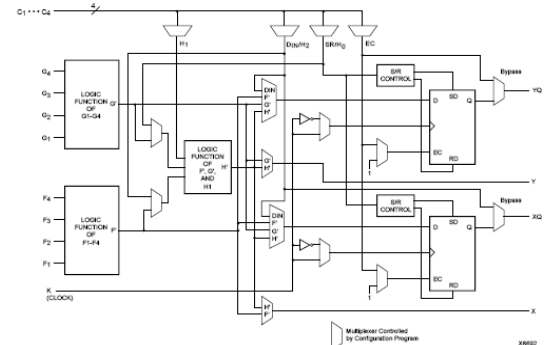 C1 • • • C4
4
H1
DIN/H2
SR/H0
EC
G4
G3
G2
G1
LOGIC
FUNCTION
OF
G1-G4
G'
DIN
F'
G'
H'
S/R
CONTROL
Bypass
D
SD
Q
YQ
LOGIC
FUNCTION
OF
F', G',
AND
H1
H'
EC
RD
1
G'
H'
Y
F4
F3
F2
F1
LOGIC
FUNCTION
OF
F1-F4
F'
DIN
F'
G'
H'
S/R
CONTROL
Bypass
D
SD
Q
XQ
EC
RD
1
K
(CLOCK)
H'
F'
X
Multiplexer Controlled
by Configuration Program
X6692